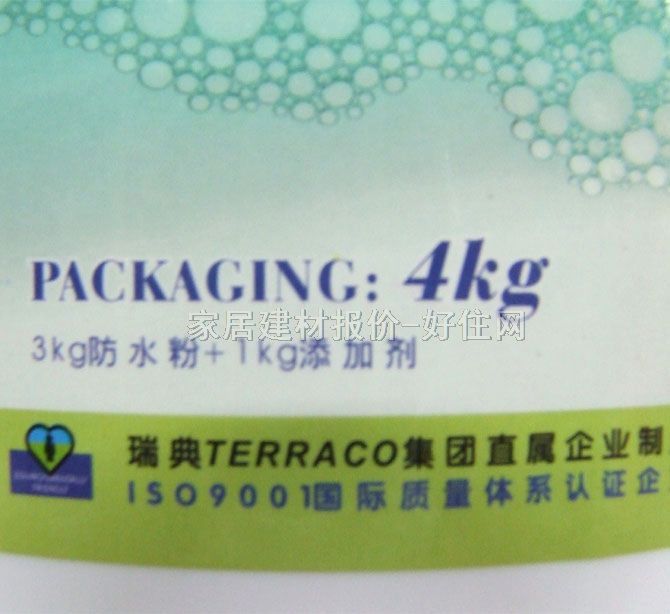 PACKAGING: 4kg
家居建材报价-好住网
3kg防水粉+1kg添加剂
瑞典TERRACO集团直属企业制
ISO9001国际质量体系认证企
ENVIRONMENTALLY
FRIENDLY